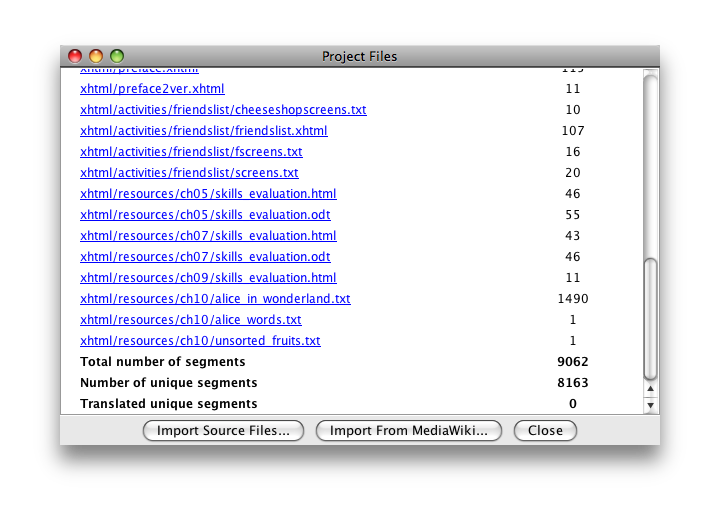 Project Files
xhtml/preface.xhtml 113
xhtml/preface2ver.xhtml 11
xhtml/activities/friendslist/cheeseshopscreens.txt 10
xhtml/activities/friendslist/friendslist.xhtml 107
xhtml/activities/friendslist/fscreens.txt 16
xhtml/activities/friendslist/screens.txt 20
xhtml/resources/ch05/skills_evaluation.html 46
xhtml/resources/ch05/skills_evaluation.odt 55
xhtml/resources/ch07/skills_evaluation.html 43
xhtml/resources/ch07/skills_evaluation.odt 46
xhtml/resources/ch09/skills_evaluation.html 11
xhtml/resources/ch10/alice_in_wonderland.txt 1490
xhtml/resources/ch10/alice_words.txt 1
xhtml/resources/ch10/unsorted_fruits.txt 1
Total number of segments 9062
Number of unique segments 8163
Translated unique segments 0
Import Source Files... Import From MediaWiki... Close